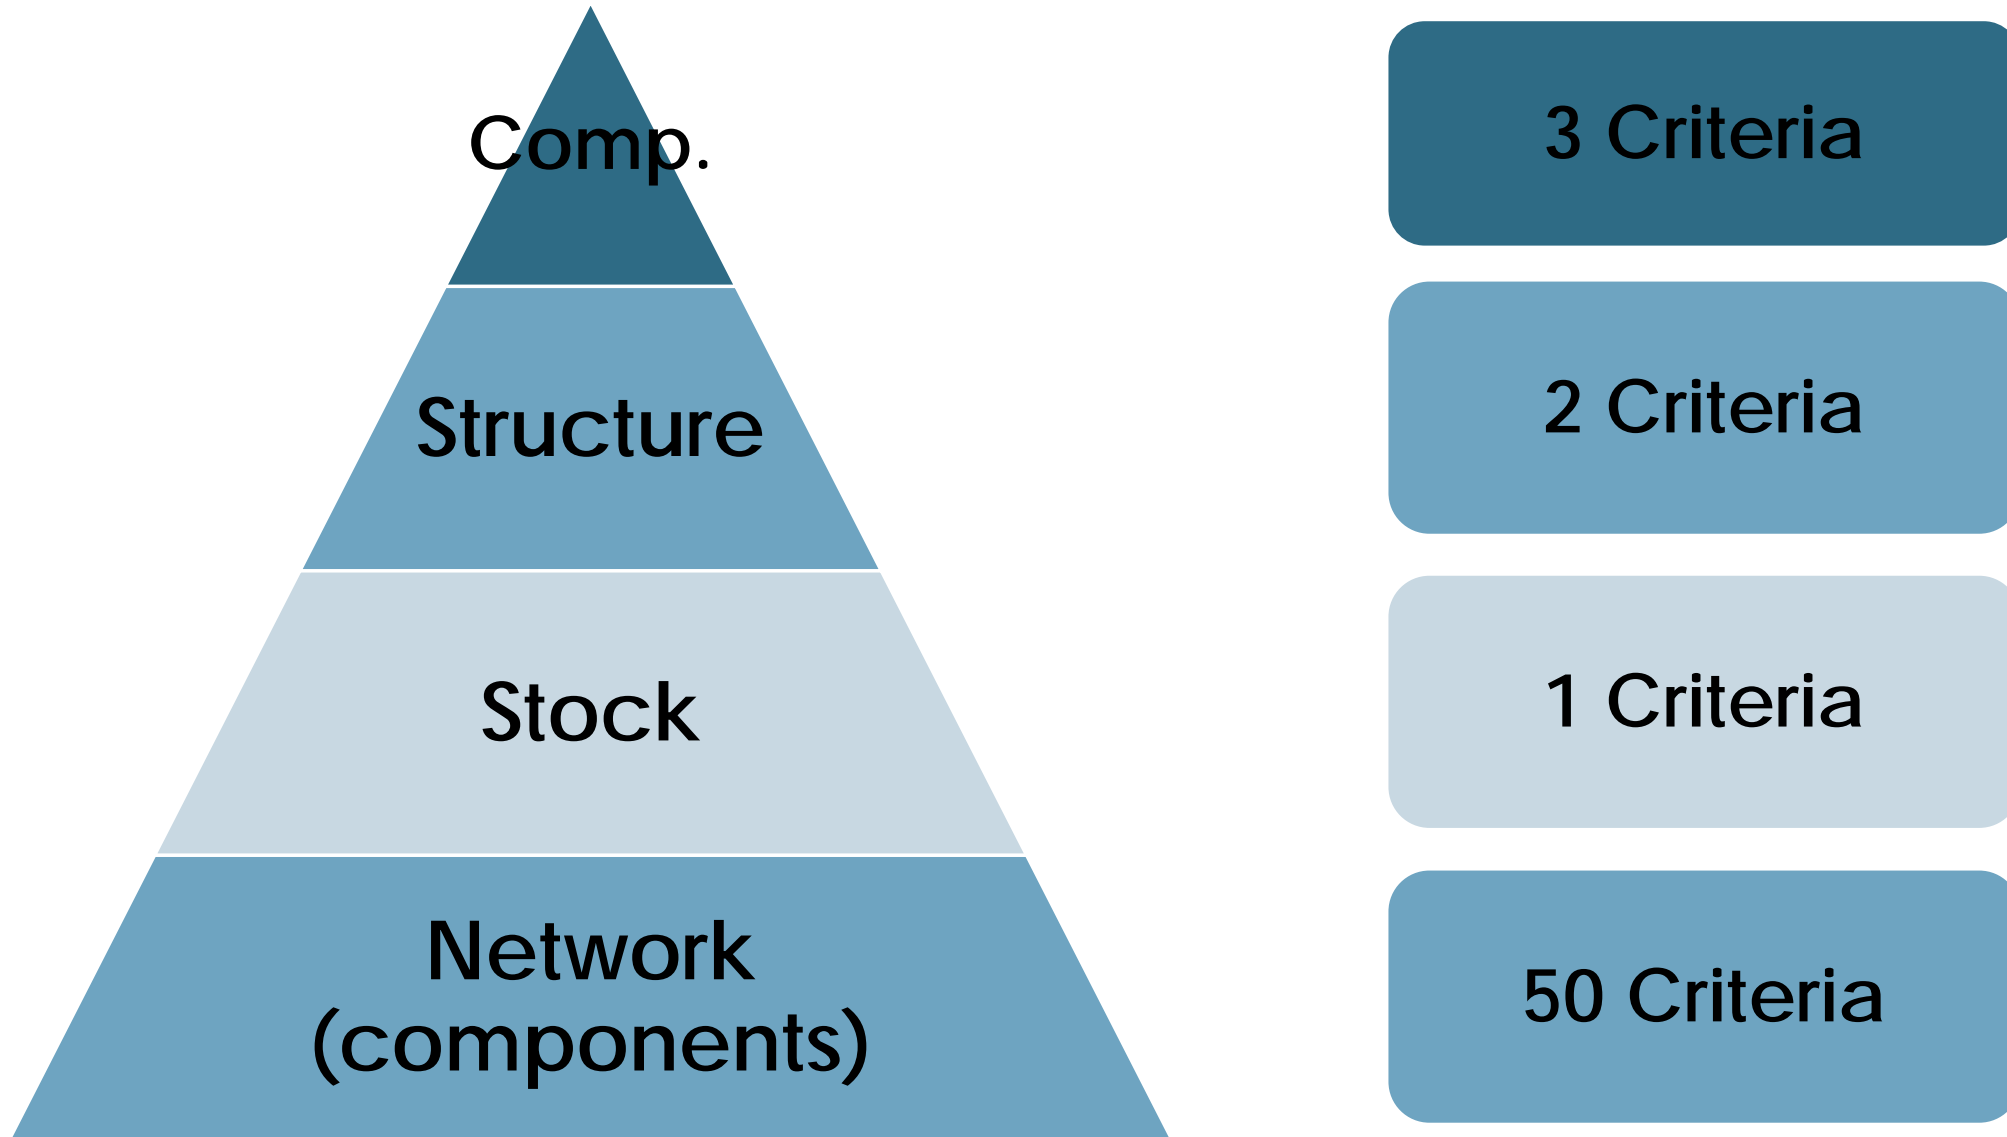 Comp.
3 Criteria
Structure
2 Criteria
Stock
1 Criteria
Network
(components)
50 Criteria